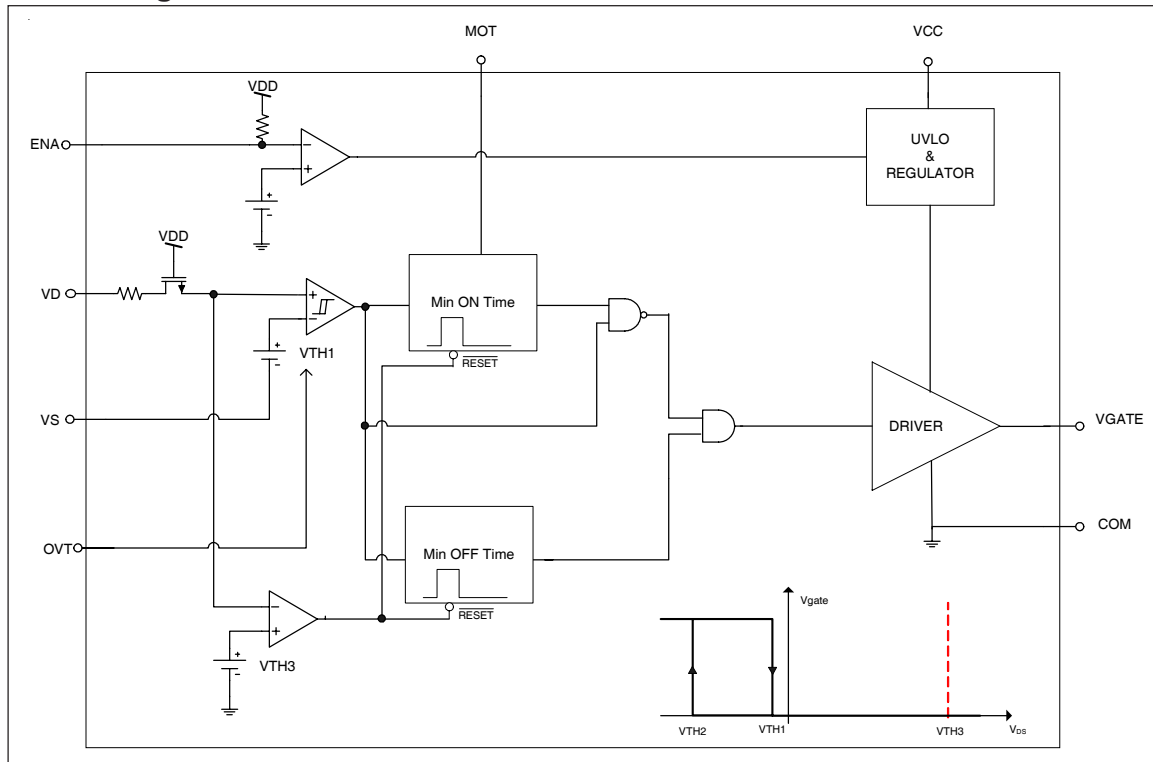 MOT
VCC
VDD
ENA
UVLO
&
REGULATOR
VDD
VD
Min ON Time
VTH1
RESET
VS
DRIVER
VGATE
COM
OVT
Min OFF Time
RESET
VTH3
Vgate
VTH2
VTH1
VTH3
VDS